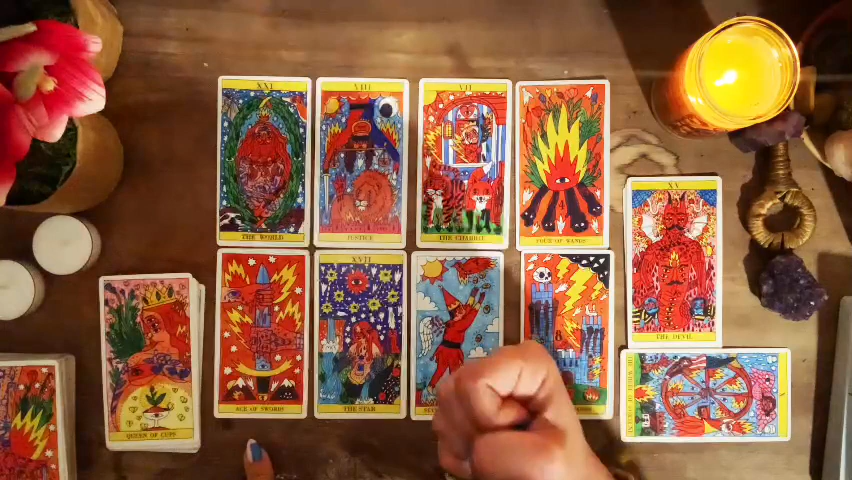 XXI
THE WORLD
VIII
JUSTICE
VII
THE CHARIOT
FOUR OF WANDS
XV
THE DEVIL
QUEEN OF CUPS
ACE OF SWORDS
XVII
THE STAR